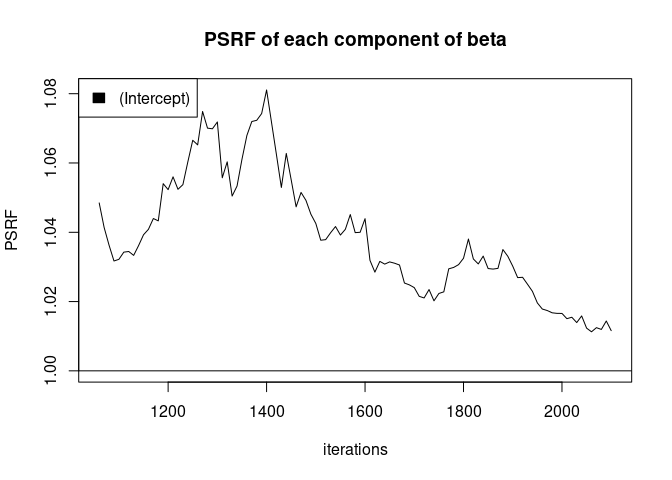 PSRF of each component of beta
(Intercept)
PSRF
1.08
1.06
1.04
1.02
1.00
1200 1400 1600 1800 2000
iterations